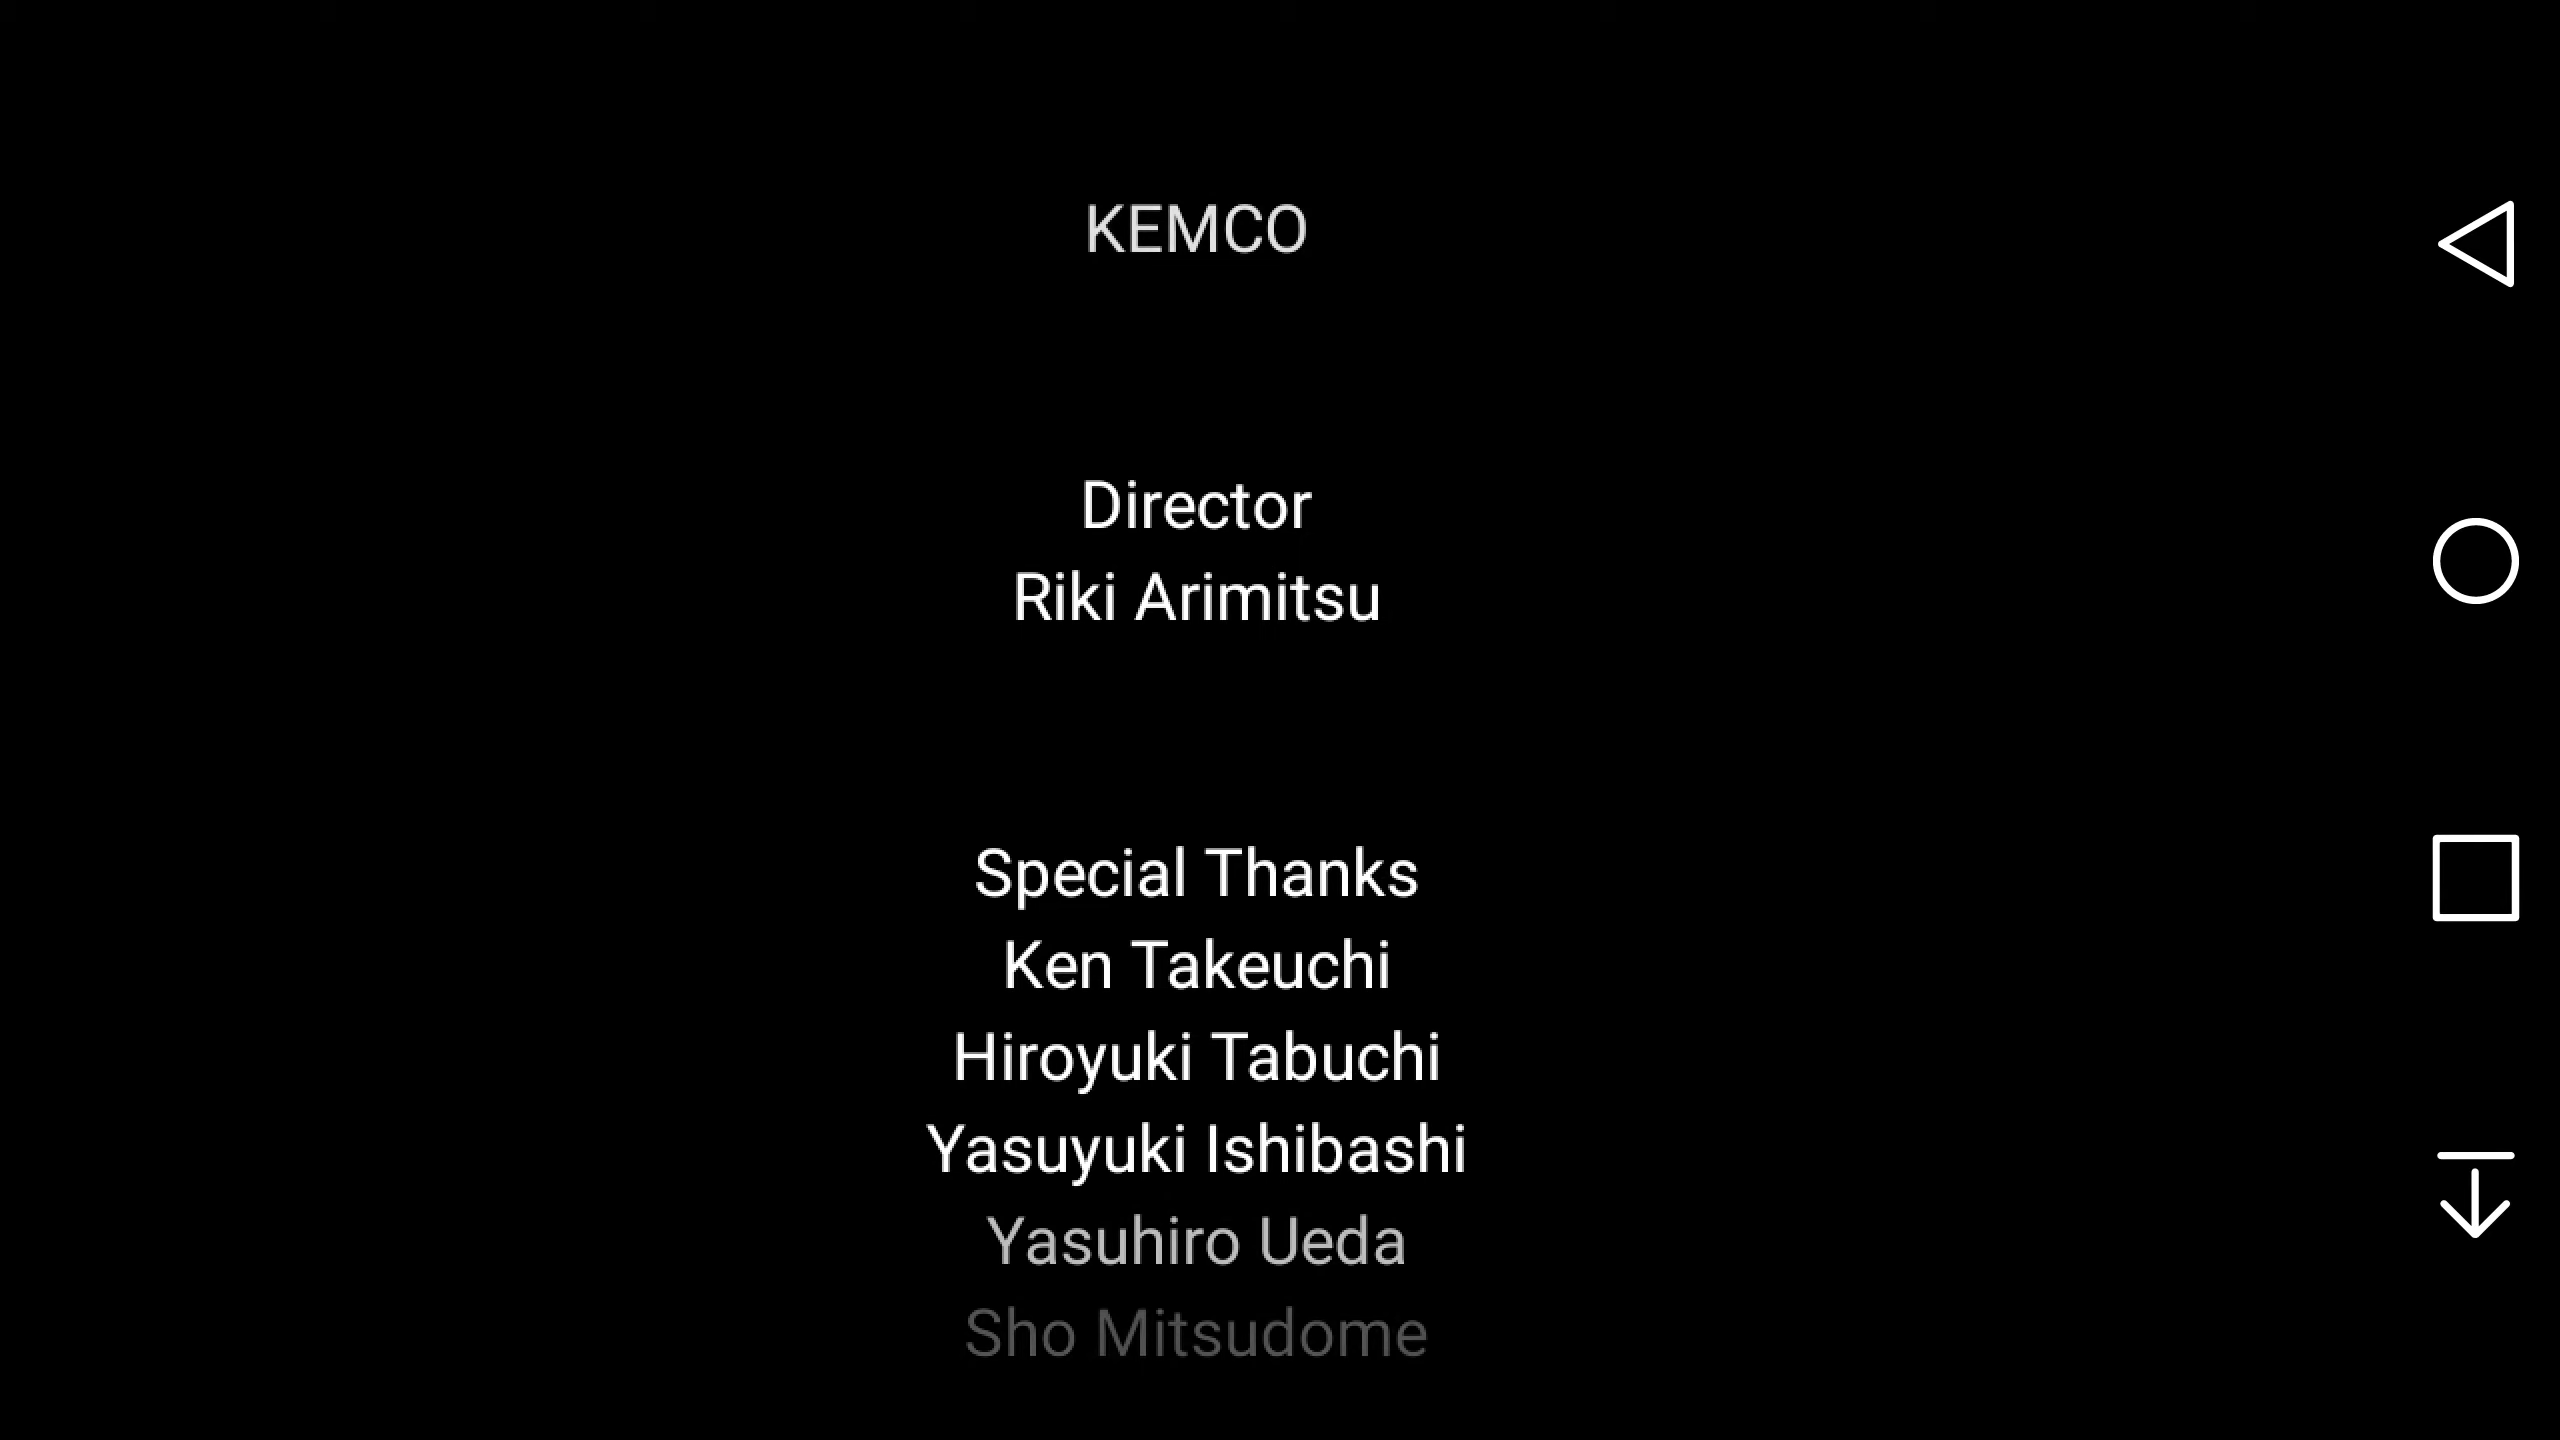 KEMCO
Director
Riki Arimitsu
Special Thanks
Ken Takeuchi
Hiroyuki Tabuchi
Yasuyuki Ishibashi
Yasuhiro Ueda
Sho Mitsudome